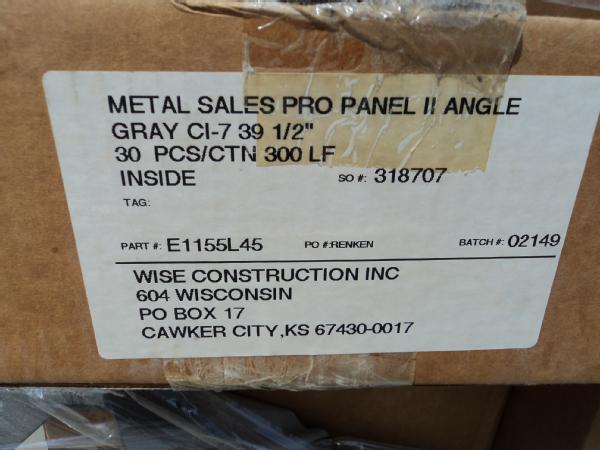 METAL SALES PRO PANEL II ANGLE
GRAY CI-7 39 1/2"
30 PCS/CTN 300 LF
INSIDE SO #: 318707
TAG:
PART #: E1155L45 PO #:RENKEN BATCH #: 02149
WISE CONSTRUCTION INC
604 WISCONSIN
PO BOX 17
CAWKER CITY,KS 67430-0017